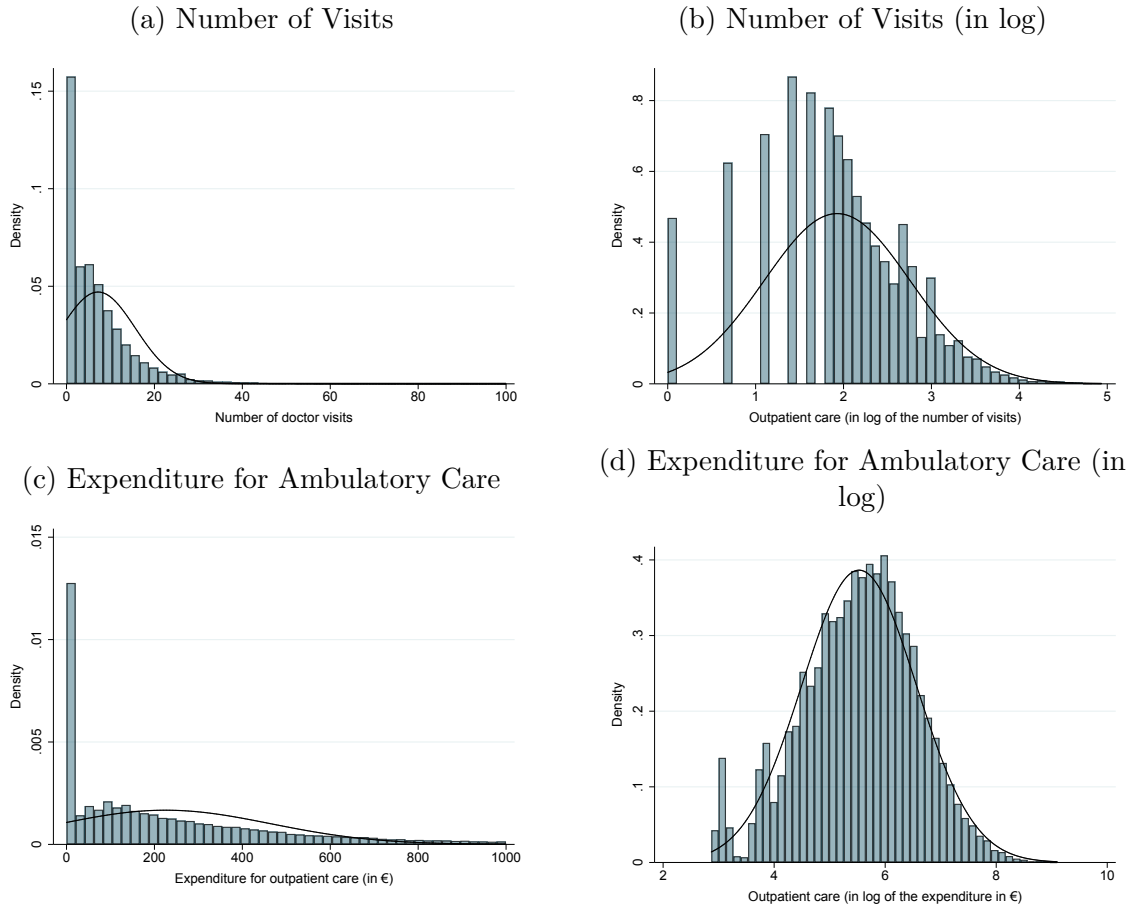 (a) Number of Visits
.15
.1
.05
0
Density
0 20 40 60 80 100
Number of doctor visits
(b) Number of Visits (in log)
.8
.6
.4
.2
0
Density
0 1 2 3 4 5
Outpatient care (in log of the number of visits)
(c) Expenditure for Ambulatory Care
.015
.01
.005
0
Density
0 200 400 600 800 1000
Expenditure for outpatient care (in €)
(d) Expenditure for Ambulatory Care (in
log)
.4
.3
.2
.1
0
Density
2 4 6 8 10
Outpatient care (in log of the expenditure in €)